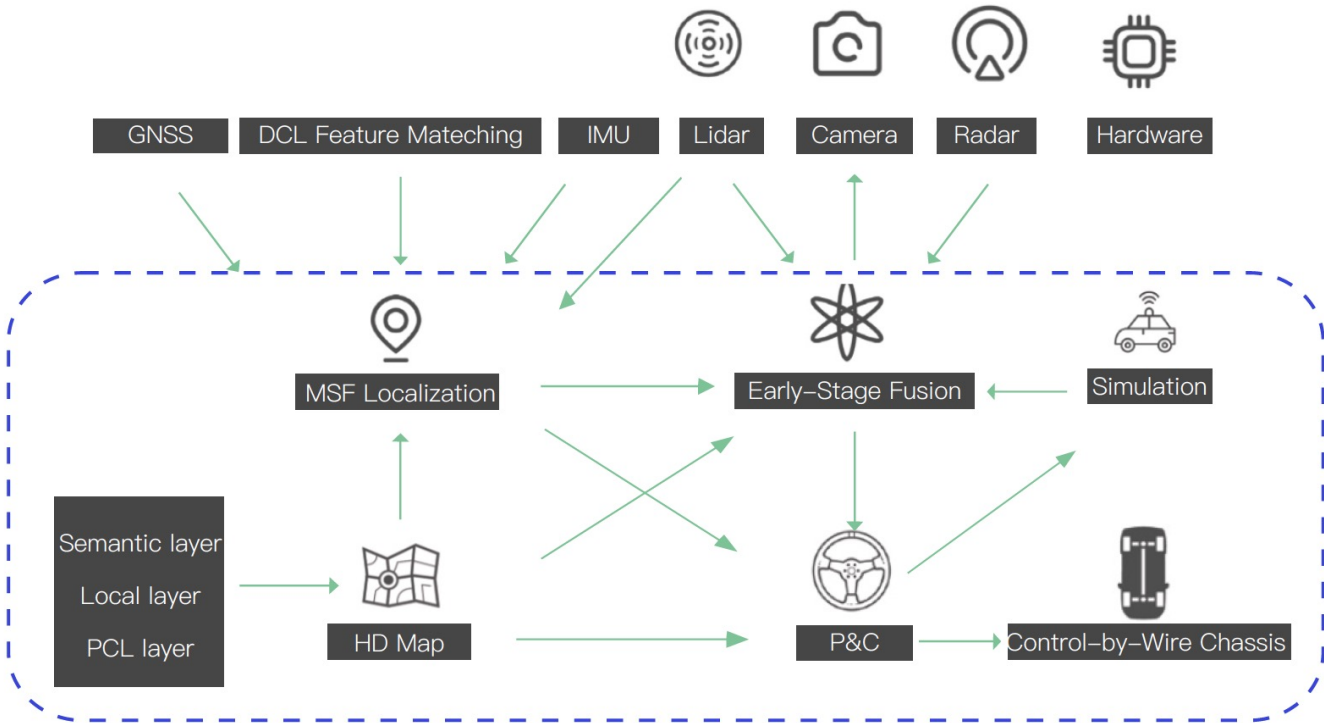 GNSS
DCL Feature Mateching
IMU
Lidar
Camera
Radar
Hardware
MSF Localization
Early-Stage Fusion
Simulation
Semantic layer
Local layer
PCL layer
HD Map
P&C
Control-by-Wire Chassis